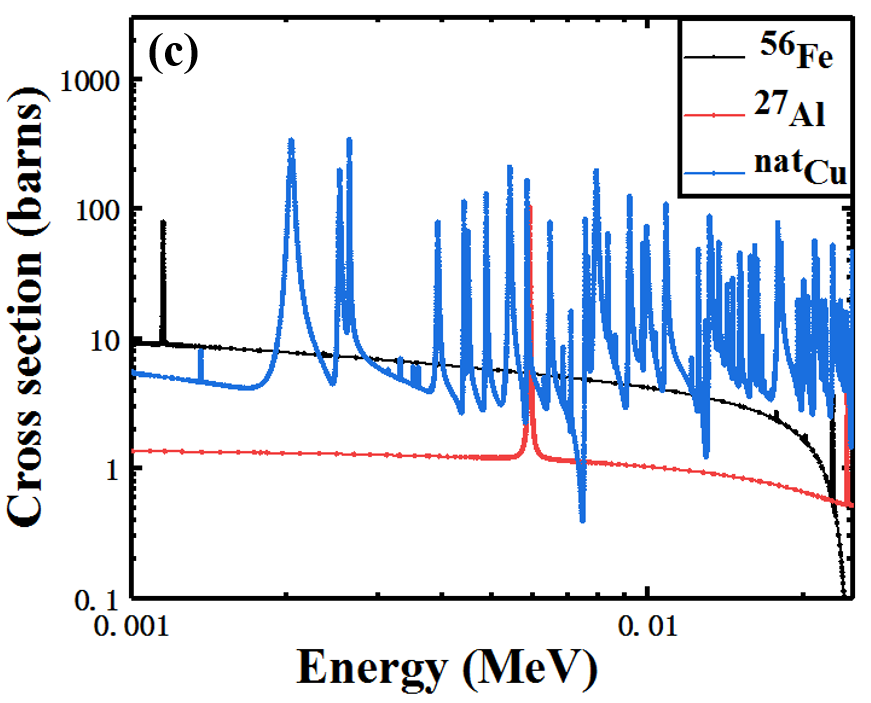 (c)
56Fe
27Al
natCu
Cross section (barns)
1000
100
10
1
0.1
0.001
0.01
Energy (MeV)